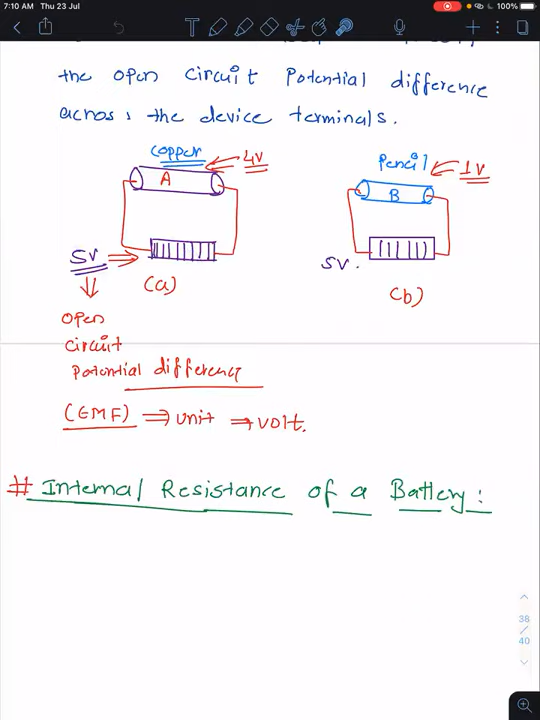 7:10 AM Thu 23 Jul
100%
the open circuit Potential difference
across, the device terminals.
copper
4V
A
Pencil
1V
B
5V
(a)
5V.
(b)
open
circuit
Potential difference
(EMF) ⇒ unit ⇒ volt.
# Internal Resistance of a Battery:
38
/
40